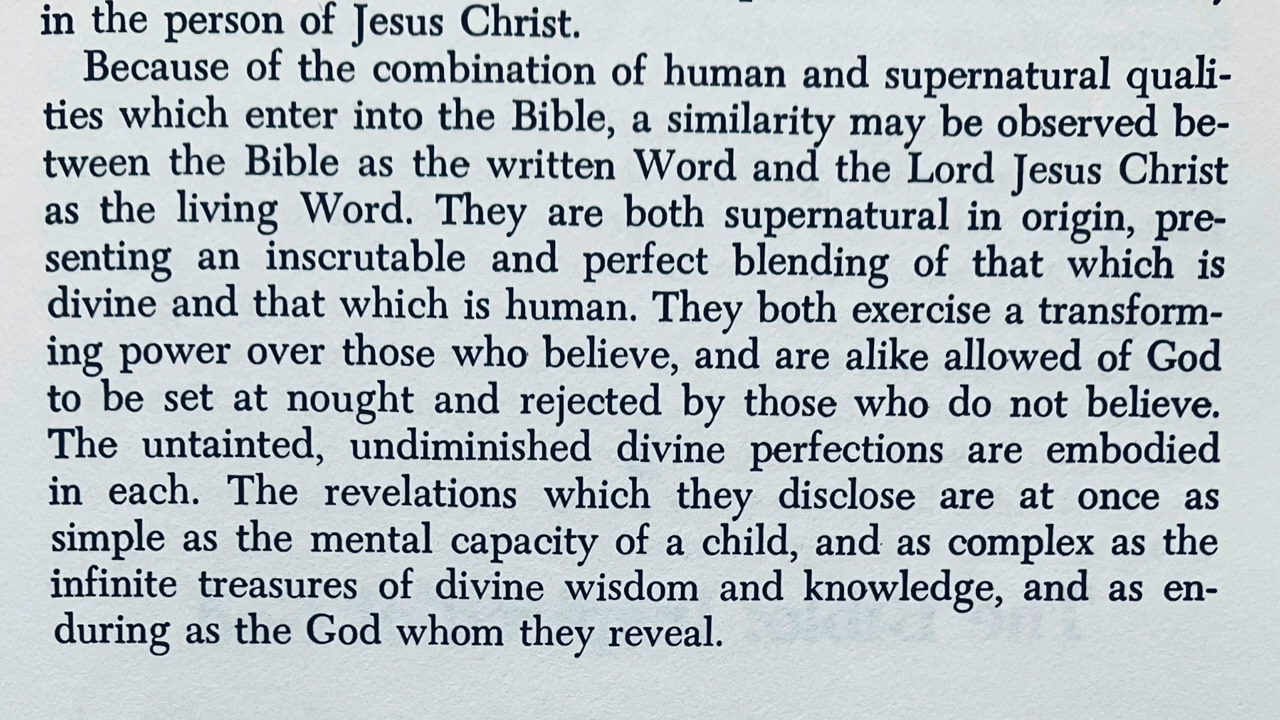 in the person of Jesus Christ.
Because of the combination of human and supernatural quali-
ties which enter into the Bible, a similarity may be observed be-
tween the Bible as the written Word and the Lord Jesus Christ
as the living Word. They are both supernatural in origin, pre-
senting an inscrutable and perfect blending of that which is
divine and that which is human. They both exercise a transform-
ing power over those who believe, and are alike allowed of God
to be set at nought and rejected by those who do not believe.
The untainted, undiminished divine perfections are embodied
in each. The revelations which they disclose are at once as
simple as the mental capacity of a child, and as complex as the
infinite treasures of divine wisdom and knowledge, and as en-
during as the God whom they reveal.